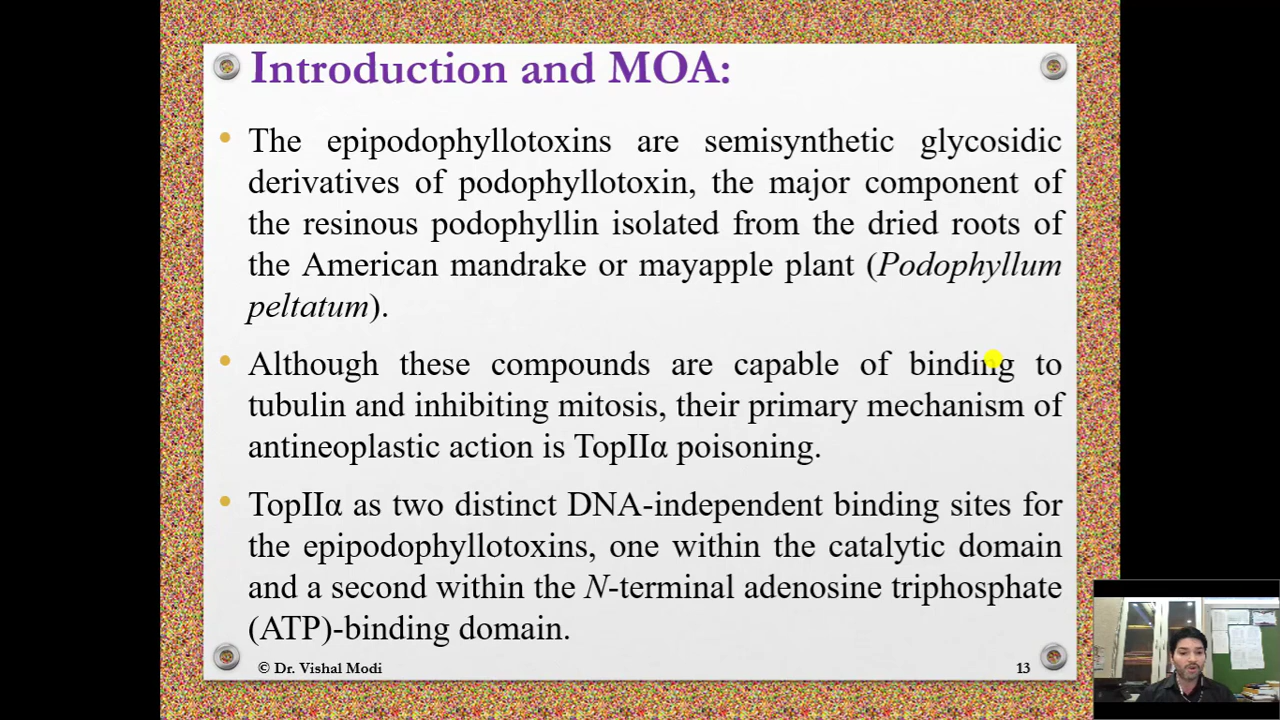 Introduction and MOA:
The epipodophyllotoxins are semisynthetic glycosidic
derivatives of podophyllotoxin, the major component of
the resinous podophyllin isolated from the dried roots of
the American mandrake or mayapple plant (Podophyllum
peltatum).
Although these compounds are capable of binding to
tubulin and inhibiting mitosis, their primary mechanism of
antineoplastic action is TopIIα poisoning.
TopIIα as two distinct DNA-independent binding sites for
the epipodophyllotoxins, one within the catalytic domain
and a second within the N-terminal adenosine triphosphate
(ATP)-binding domain.
© Dr. Vishal Modi
13